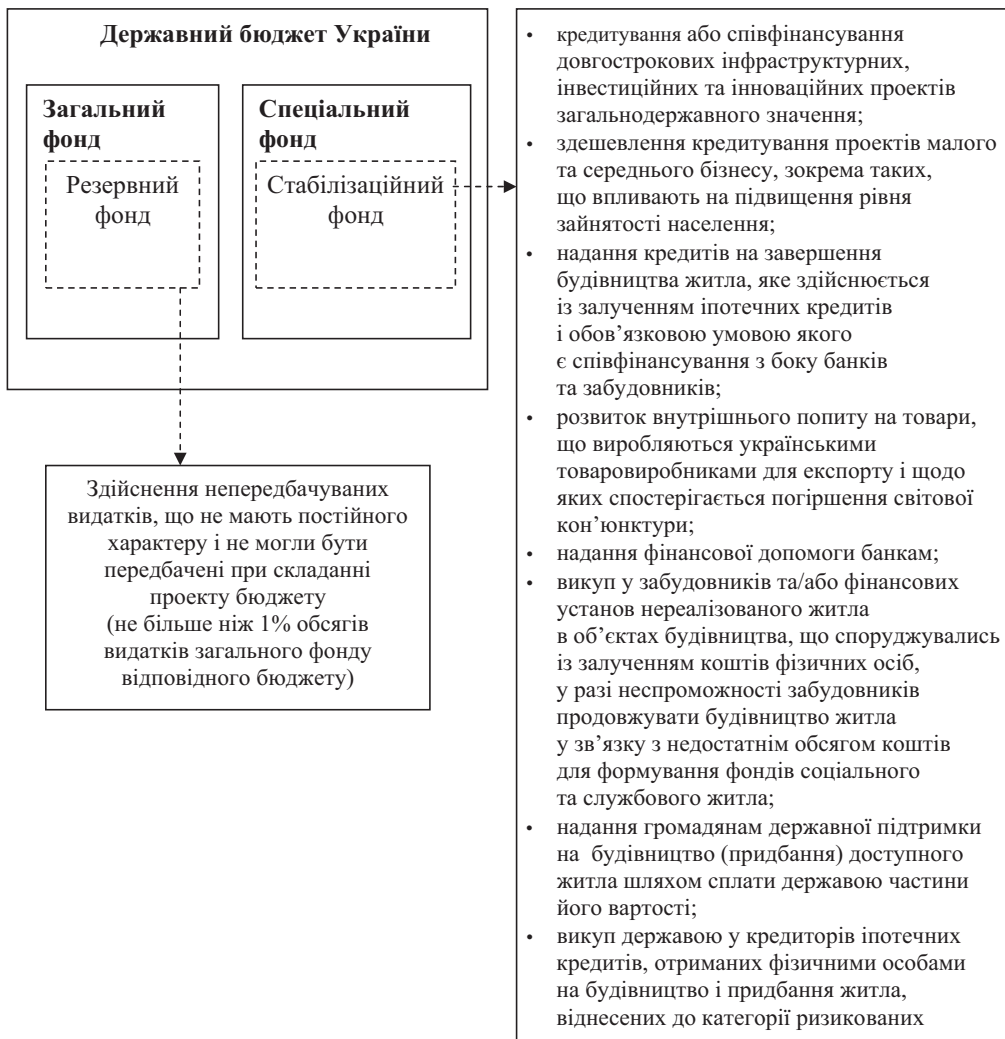 Державний бюджет України
Загальний
фонд
Резервний
фонд
Спеціальний
фонд
Стабілізаційний
фонд
Здійснення непередбачуваних
видатків, що не мають постійного
характеру і не могли бути
передбачені при складанні
проекту бюджету
(не більше ніж 1% обсягів
видатків загального фонду
відповідного бюджету)
• кредитування або співфінансування
довгострокових інфраструктурних,
інвестиційних та інноваційних проектів
загальнодержавного значення;
• здешевлення кредитування проектів малого
та середнього бізнесу, зокрема таких,
що впливають на підвищення рівня
зайнятості населення;
• надання кредитів на завершення
будівництва житла, яке здійснюється
із залученням іпотечних кредитів
і обов’язковою умовою якого
є співфінансування з боку банків
та забудовників;
• розвиток внутрішнього попиту на товари,
що виробляються українськими
товаровиробниками для експорту і щодо
яких спостерігається погіршення світової
кон’юнктури;
• надання фінансової допомоги банкам;
• викуп у забудовників та/або фінансових
установ нереалізованого житла
в об’єктах будівництва, що споруджувались
із залученням коштів фізичних осіб,
у разі неспроможності забудовників
продовжувати будівництво житла
у зв’язку з недостатнім обсягом коштів
для формування фондів соціального
та службового житла;
• надання громадянам державної підтримки
на будівництво (придбання) доступного
житла шляхом сплати державою частини
його вартості;
• викуп державою у кредиторів іпотечних
кредитів, отриманих фізичними особами
на будівництво і придбання житла,
віднесених до категорії ризикованих